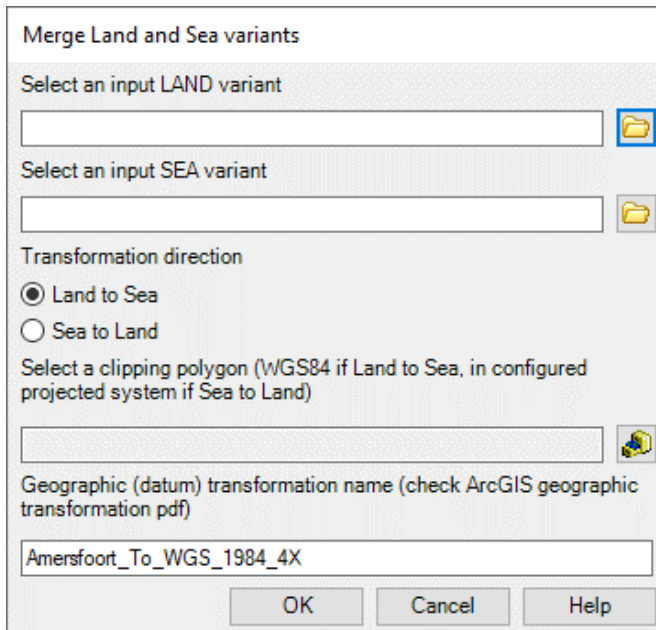 Merge Land and Sea variants
Select an input LAND variant
Select an input SEA variant
Transformation direction
Land to Sea
Sea to Land
Select a clipping polygon (WGS84 if Land to Sea, in configured
projected system if Sea to Land)
Geographic (datum) transformation name (check ArcGIS geographic
transformation pdf)
Amersfoort_To_WGS_1984_4X
OK Cancel Help